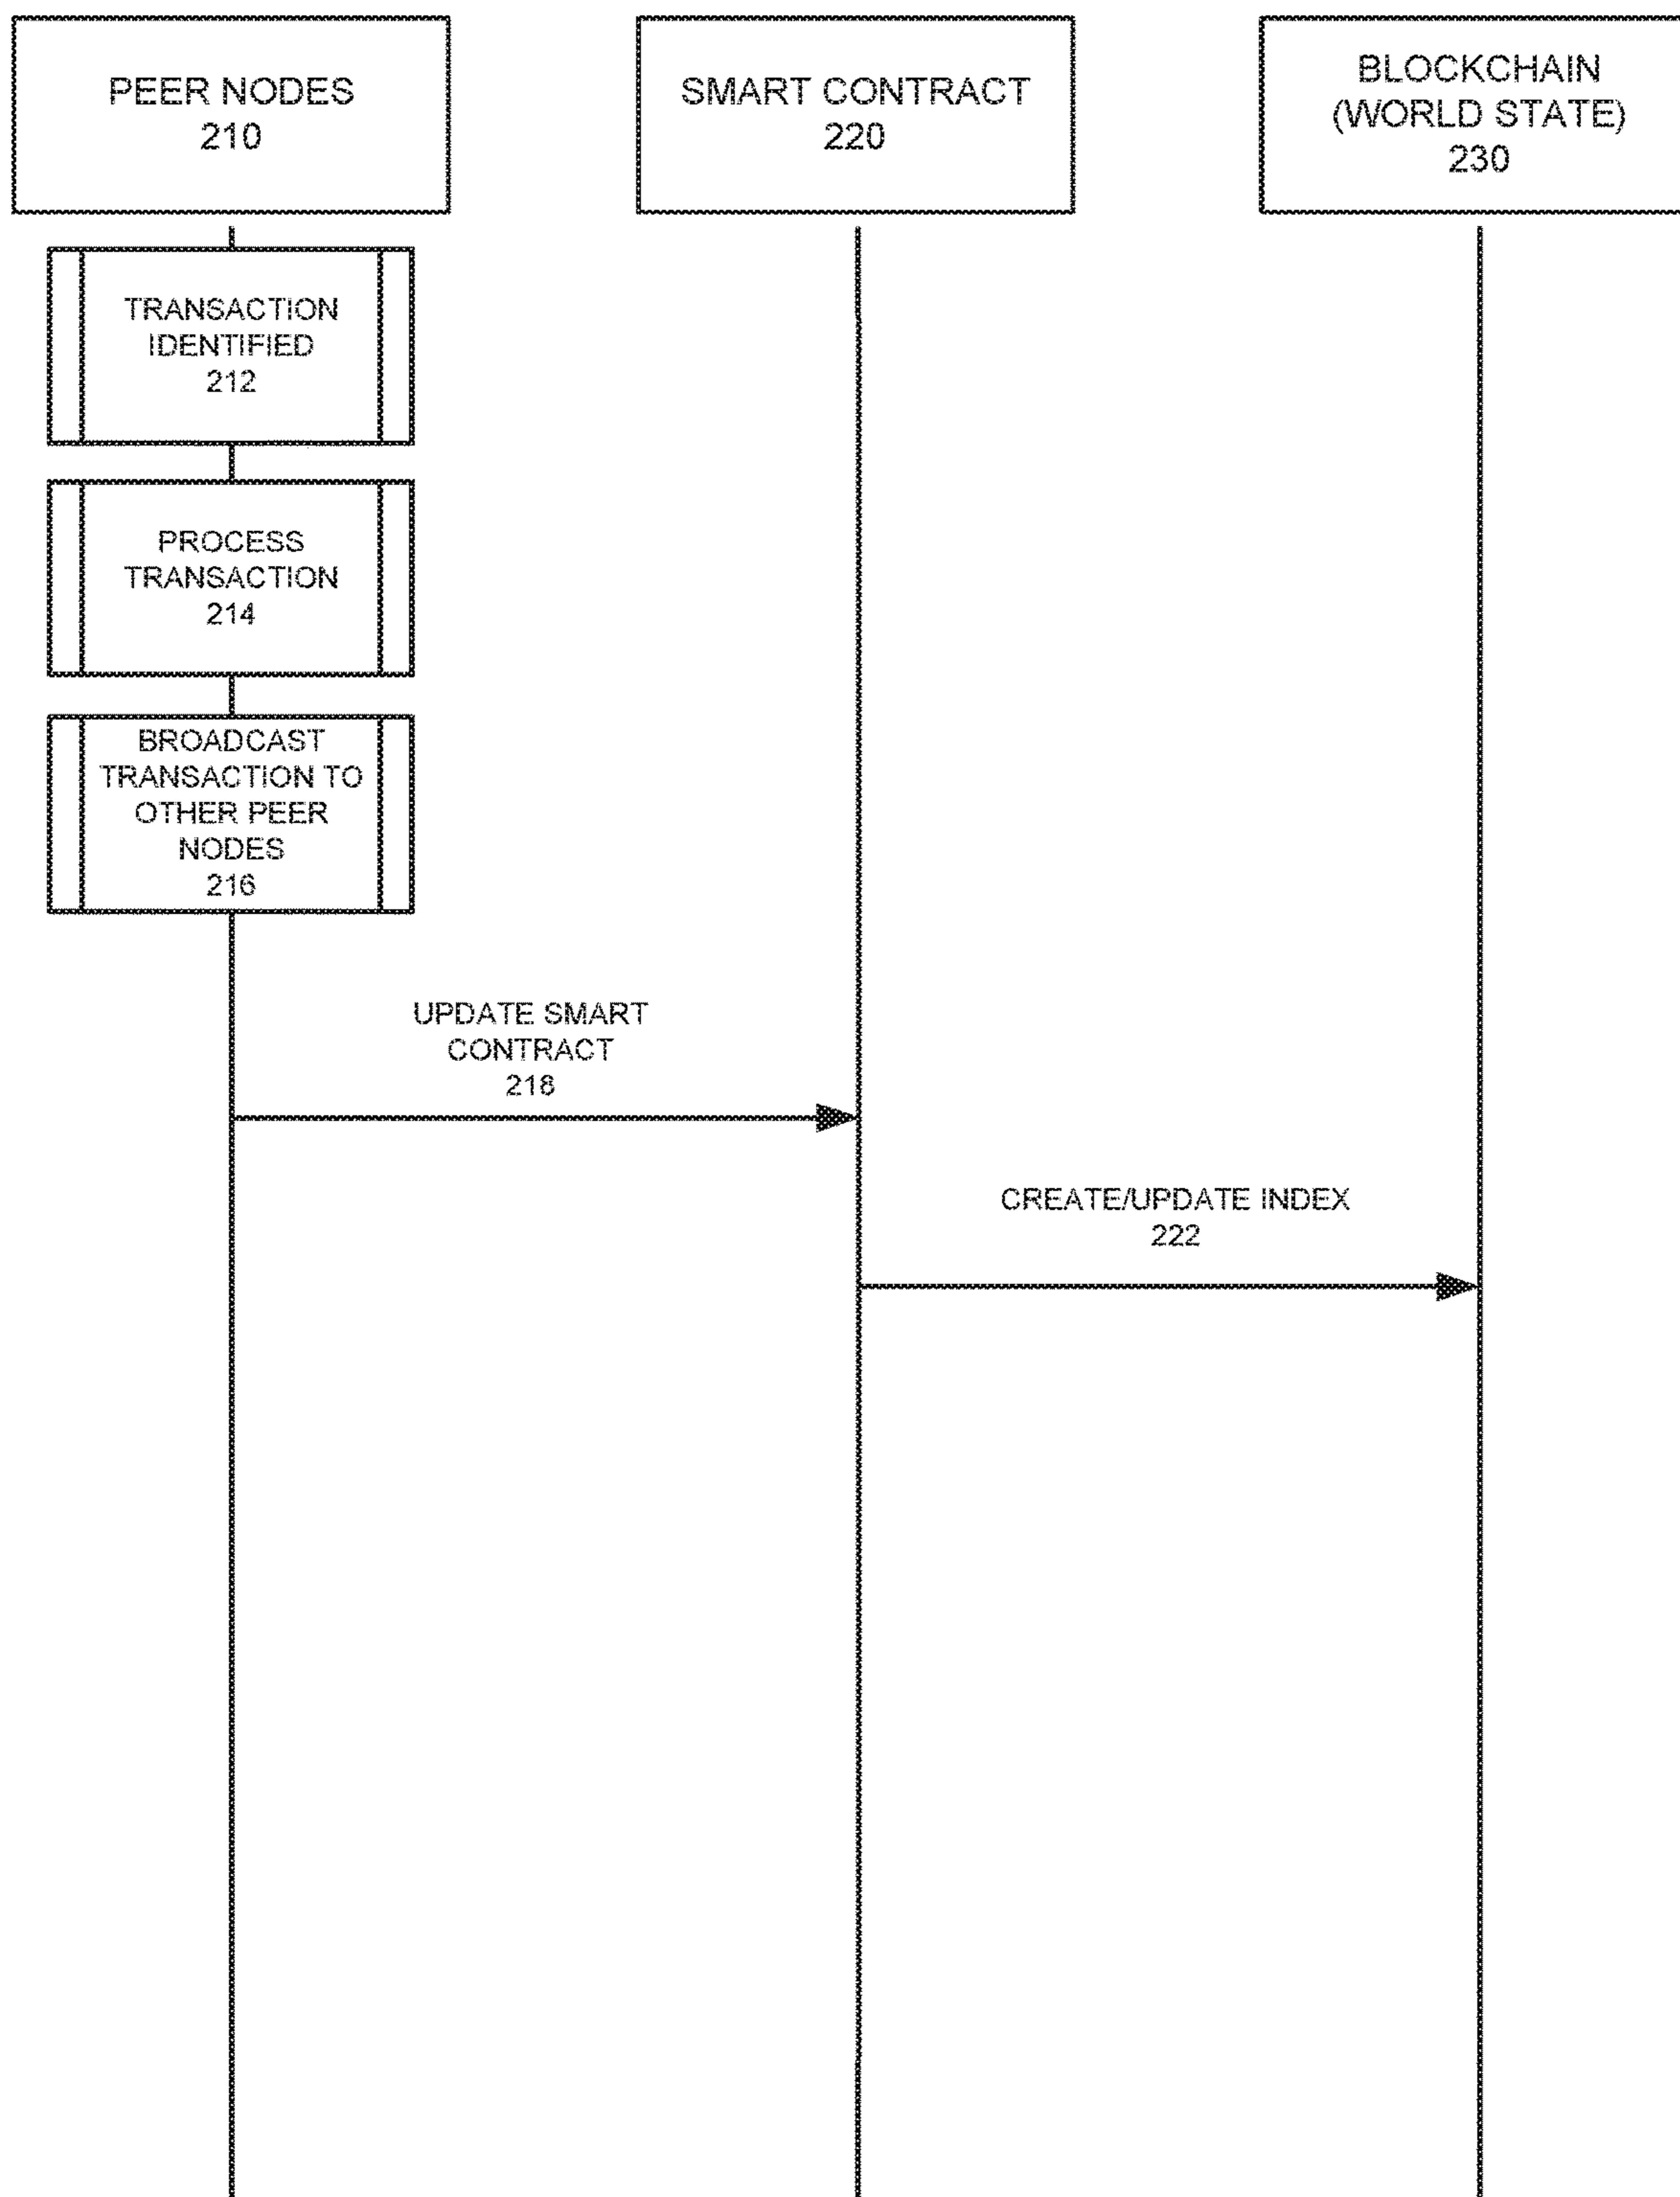 PEER NODES
210
SMART CONTRACT
220
BLOCKCHAIN
(WORLD STATE)
230
TRANSACTION
IDENTIFIED
212
PROCESS
TRANSACTION
214
BROADCAST
TRANSACTION TO
OTHER PEER
NODES
216
UPDATE SMART
CONTRACT
218
CREATE/UPDATE INDEX
222